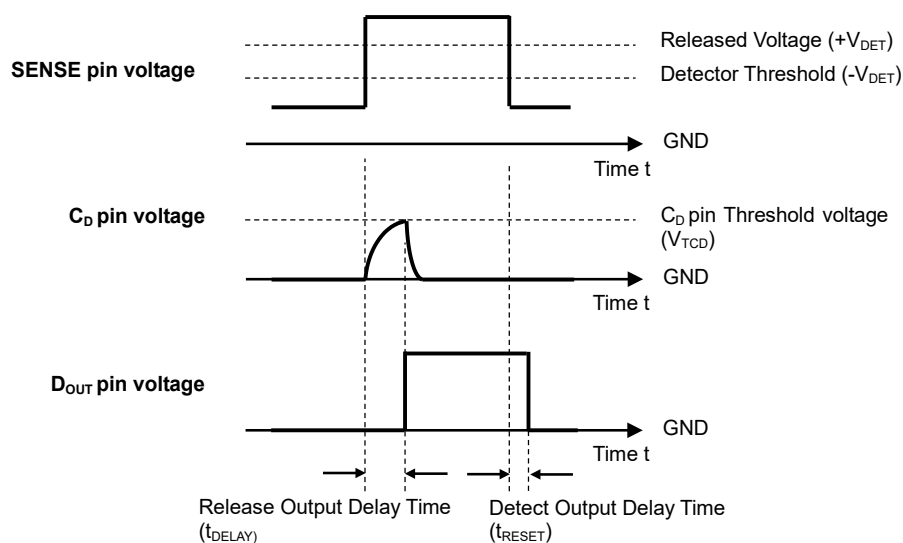 Released Voltage (+VDET)
SENSE pin voltage
Detector Threshold (-VDET)
GND
Time t
CD pin voltage
CD pin Threshold voltage
(VTCD)
GND
Time t
DOUT pin voltage
GND
Time t
Release Output Delay Time
(tDELAY)
Detect Output Delay Time
(tRESET)